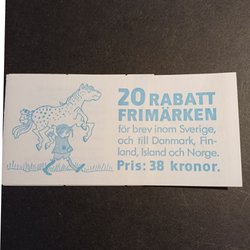 20 RABATT
FRIMÄRKEN
för brev inom Sverige,
och till Danmark, Fin-
land, Island och Norge.
Pris: 38 kronor.